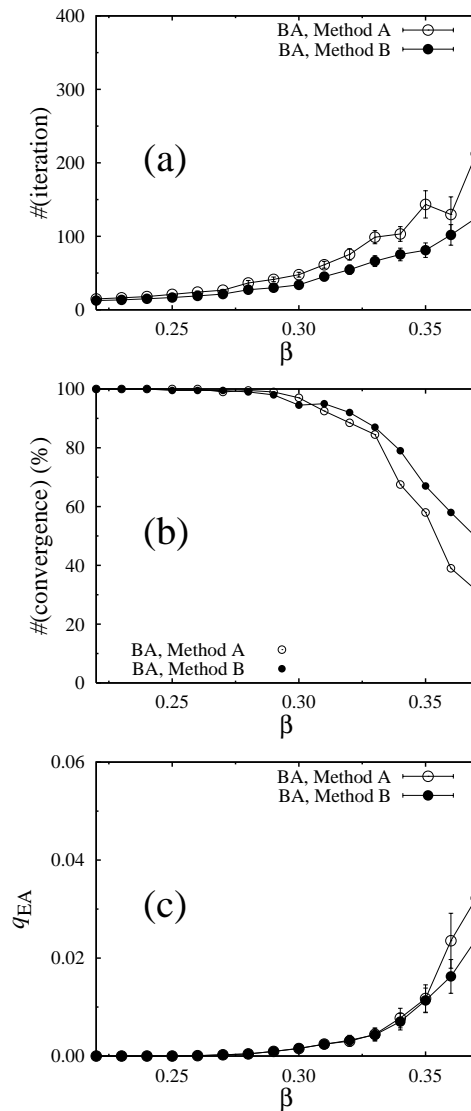 400
300
200
100
0
#(iteration)
BA, Method A
BA, Method B
(a)
0.25 0.30 0.35
β
100
80
60
40
20
0
#(convergence) (%)
(b)
BA, Method A
BA, Method B
0.25 0.30 0.35
β
0.06
0.04
0.02
0.00
qEA
BA, Method A
BA, Method B
(c)
0.25 0.30 0.35
β